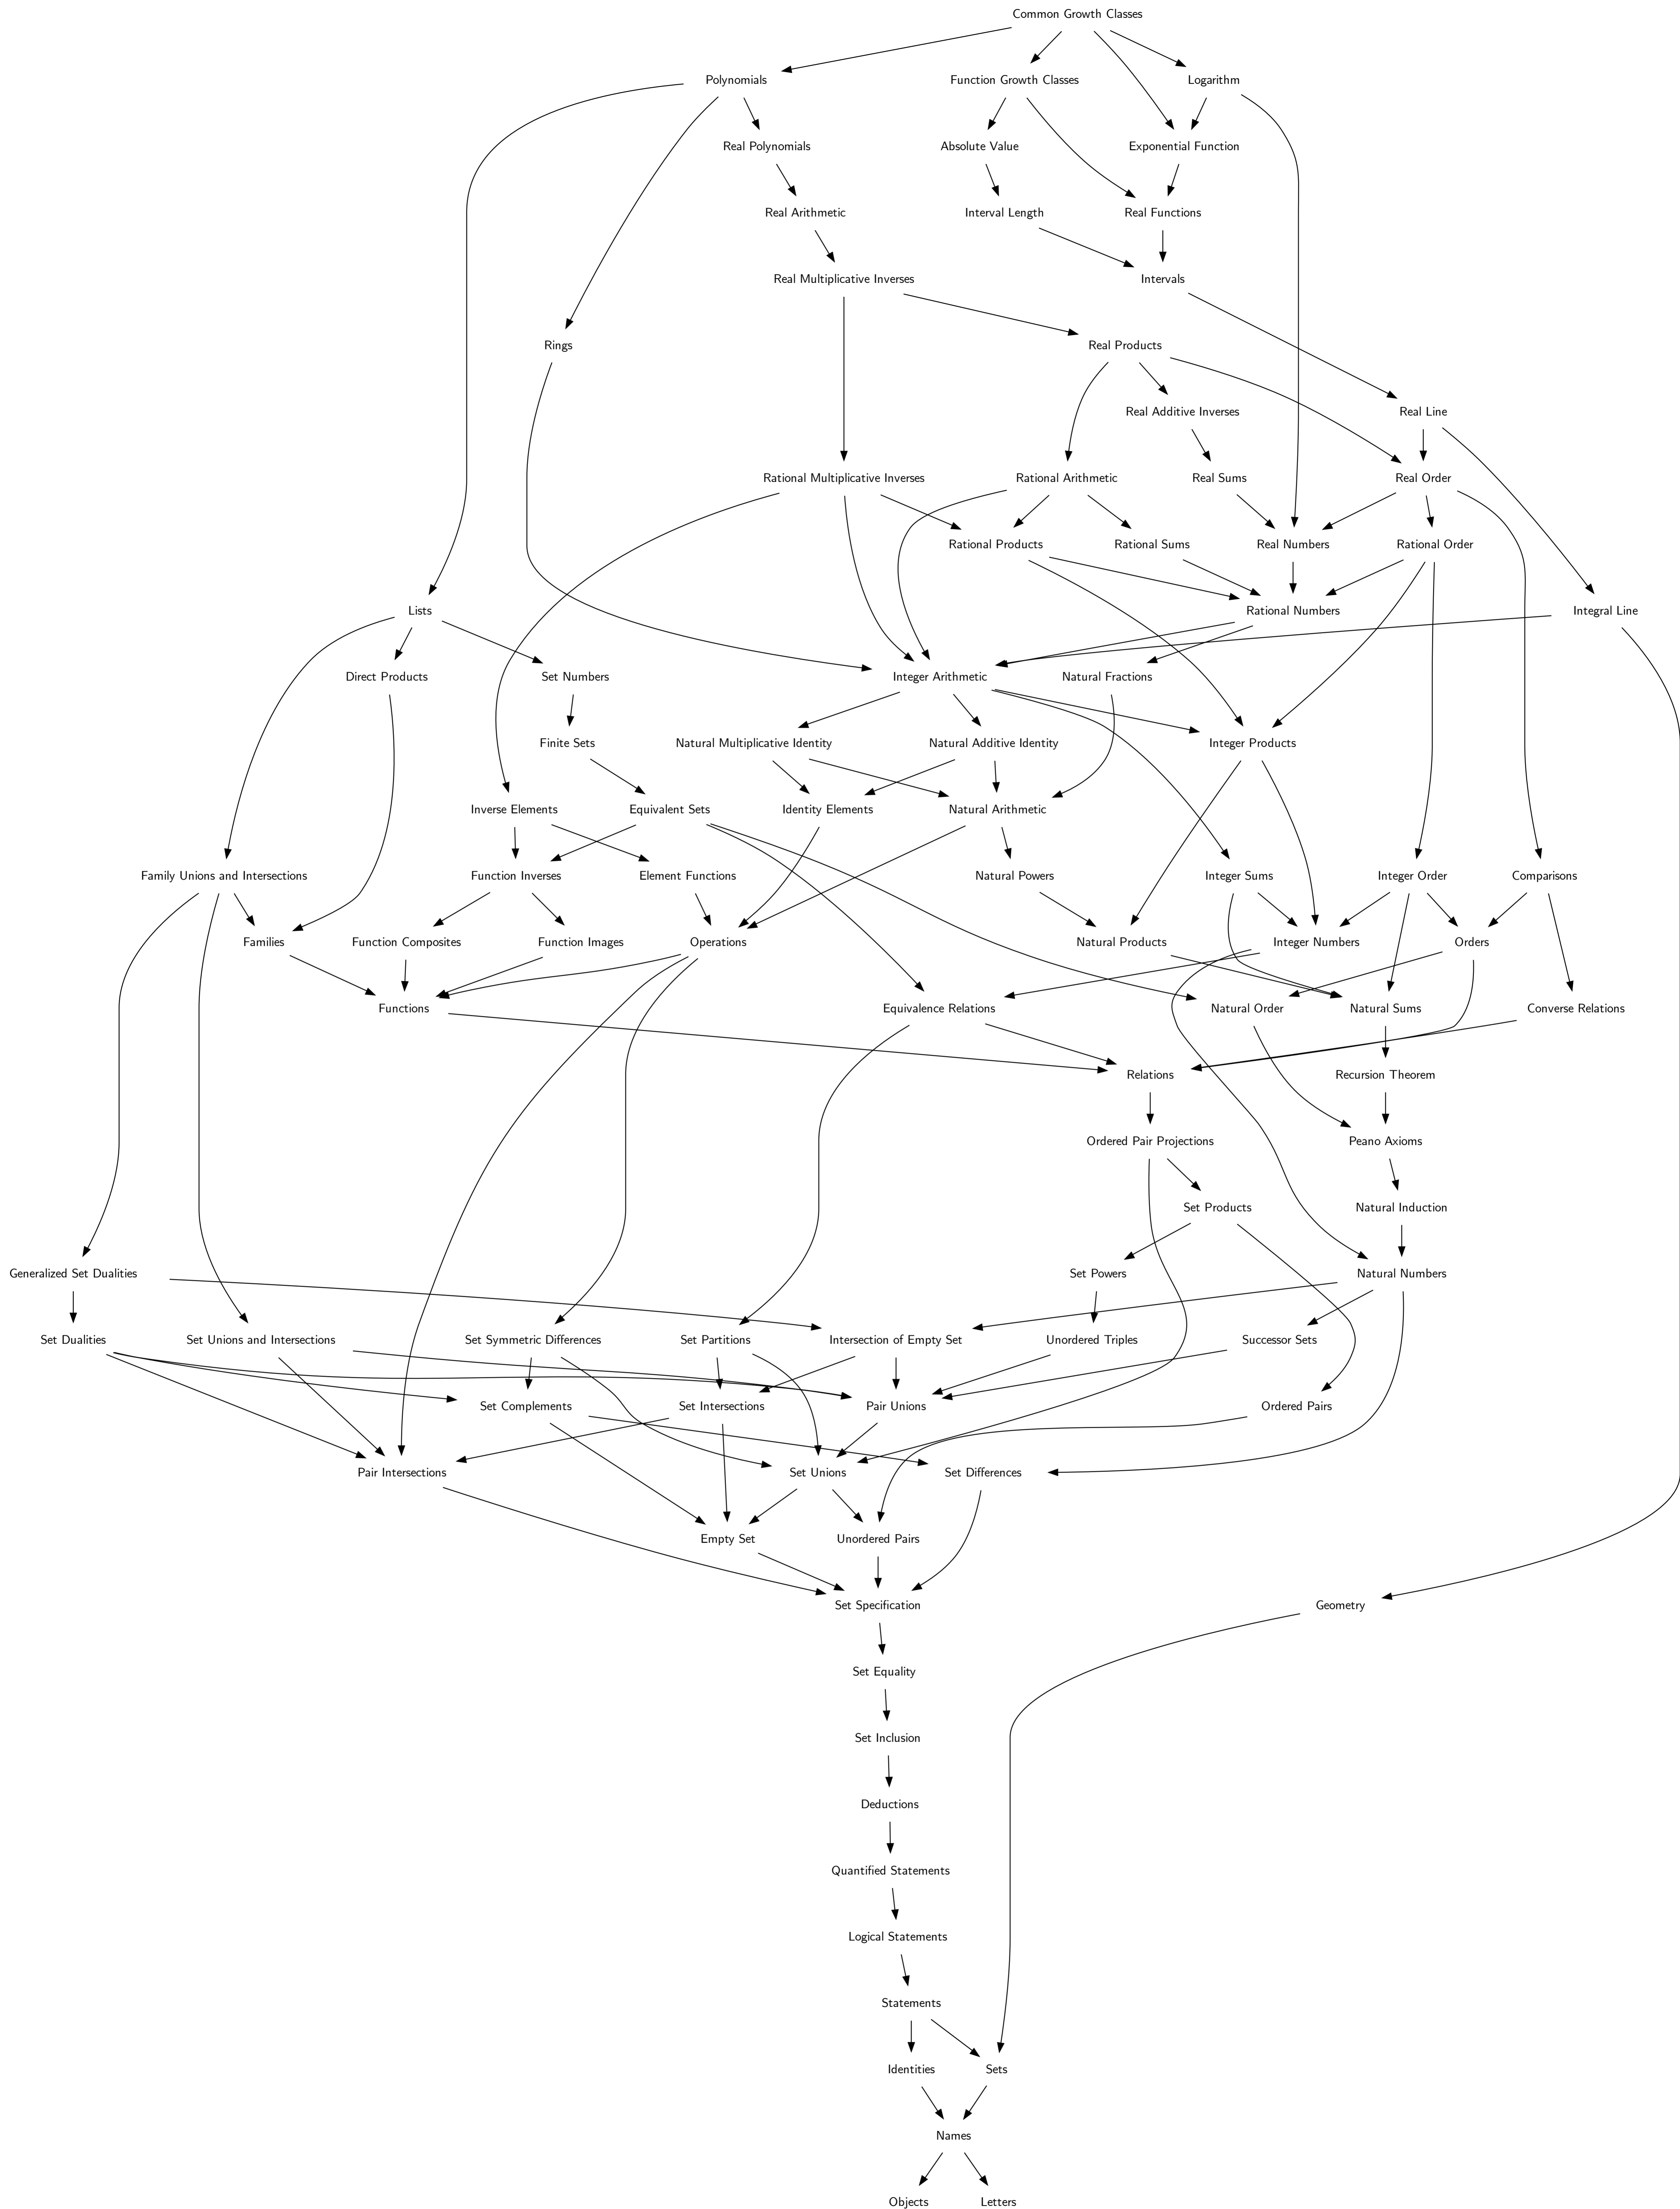 Common Growth Classes
Polynomials
Function Growth Classes
Logarithm
Real Polynomials
Absolute Value
Exponential Function
Real Arithmetic
Interval Length
Real Functions
Real Multiplicative Inverses
Intervals
Rings
Real Products
Real Additive Inverses
Real Line
Rational Multiplicative Inverses
Rational Arithmetic
Real Sums
Real Order
Rational Products
Rational Sums
Real Numbers
Rational Order
Lists
Rational Numbers
Integral Line
Direct Products
Set Numbers
Integer Arithmetic
Natural Fractions
Finite Sets
Natural Multiplicative Identity
Natural Additive Identity
Integer Products
Inverse Elements
Equivalent Sets
Identity Elements
Natural Arithmetic
Family Unions and Intersections
Function Inverses
Element Functions
Natural Powers
Integer Sums
Integer Order
Comparisons
Families
Function Composites
Function Images
Operations
Natural Products
Integer Numbers
Orders
Functions
Equivalence Relations
Natural Order
Natural Sums
Converse Relations
Relations
Recursion Theorem
Ordered Pair Projections
Peano Axioms
Set Products
Natural Induction
Generalized Set Dualities
Set Powers
Natural Numbers
Set Dualities
Set Unions and Intersections
Set Symmetric Differences
Set Partitions
Intersection of Empty Set
Unordered Triples
Successor Sets
Set Complements
Set Intersections
Pair Unions
Ordered Pairs
Pair Intersections
Set Unions
Set Differences
Empty Set
Unordered Pairs
Set Specification
Geometry
Set Equality
Set Inclusion
Deductions
Quantified Statements
Logical Statements
Statements
Identities
Sets
Names
Objects
Letters